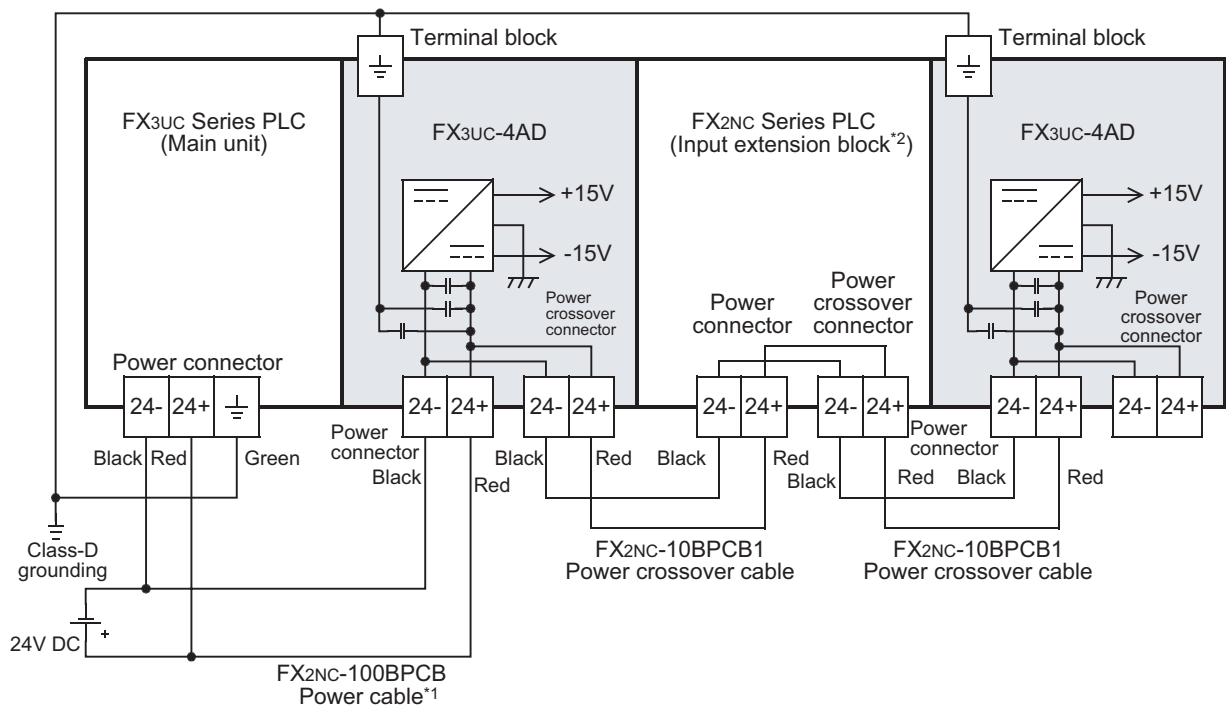 Terminal block
Terminal block
FX3UC Series PLC
(Main unit)
FX3UC-4AD
FX2NC Series PLC
(Input extension block*2)
FX3UC-4AD
+15V
-15V
+15V
-15V
Power
crossover
connector
Power
connector
Power
crossover
connector
Power
crossover
connector
Power connector
24- 24+
24- 24+
24- 24+
24- 24+
24- 24+
24- 24+
24- 24+
Black Red Green
Power
connector
Black
Red
Black
Red
Black
Red
Black
Power
connector
Red
Black
Red
Class-D
grounding
FX2NC-10BPCB1
Power crossover cable
FX2NC-10BPCB1
Power crossover cable
24V DC
+
FX2NC-100BPCB
Power cable*1